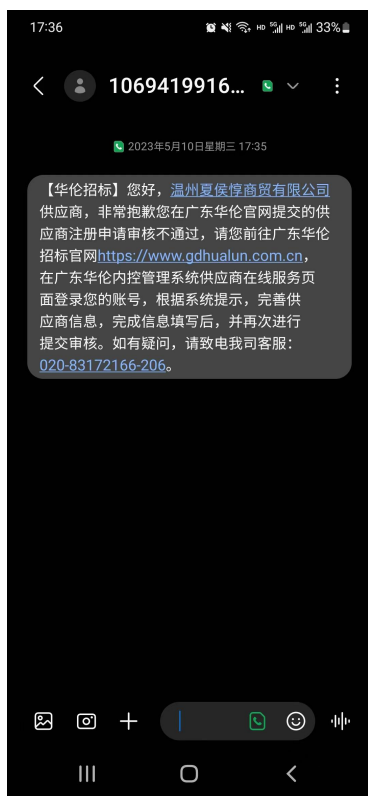 17:36
HD 5G HD 5G 33%
1069419916...
2023年5月10日星期三 17:35
【华伦招标】您好，温州夏侯惇商贸有限公司
供应商，非常抱歉您在广东华伦官网提交的供
应商注册申请审核不通过，请您前往广东华伦
招标官网https://www.gdhualun.com.cn，
在广东华伦内控管理系统供应商在线服务页
面登录您的账号，根据系统提示，完善供
应商信息，完成信息填写后，并再次进行
提交审核。如有疑问，请致电我司客服：
020-83172166-206。